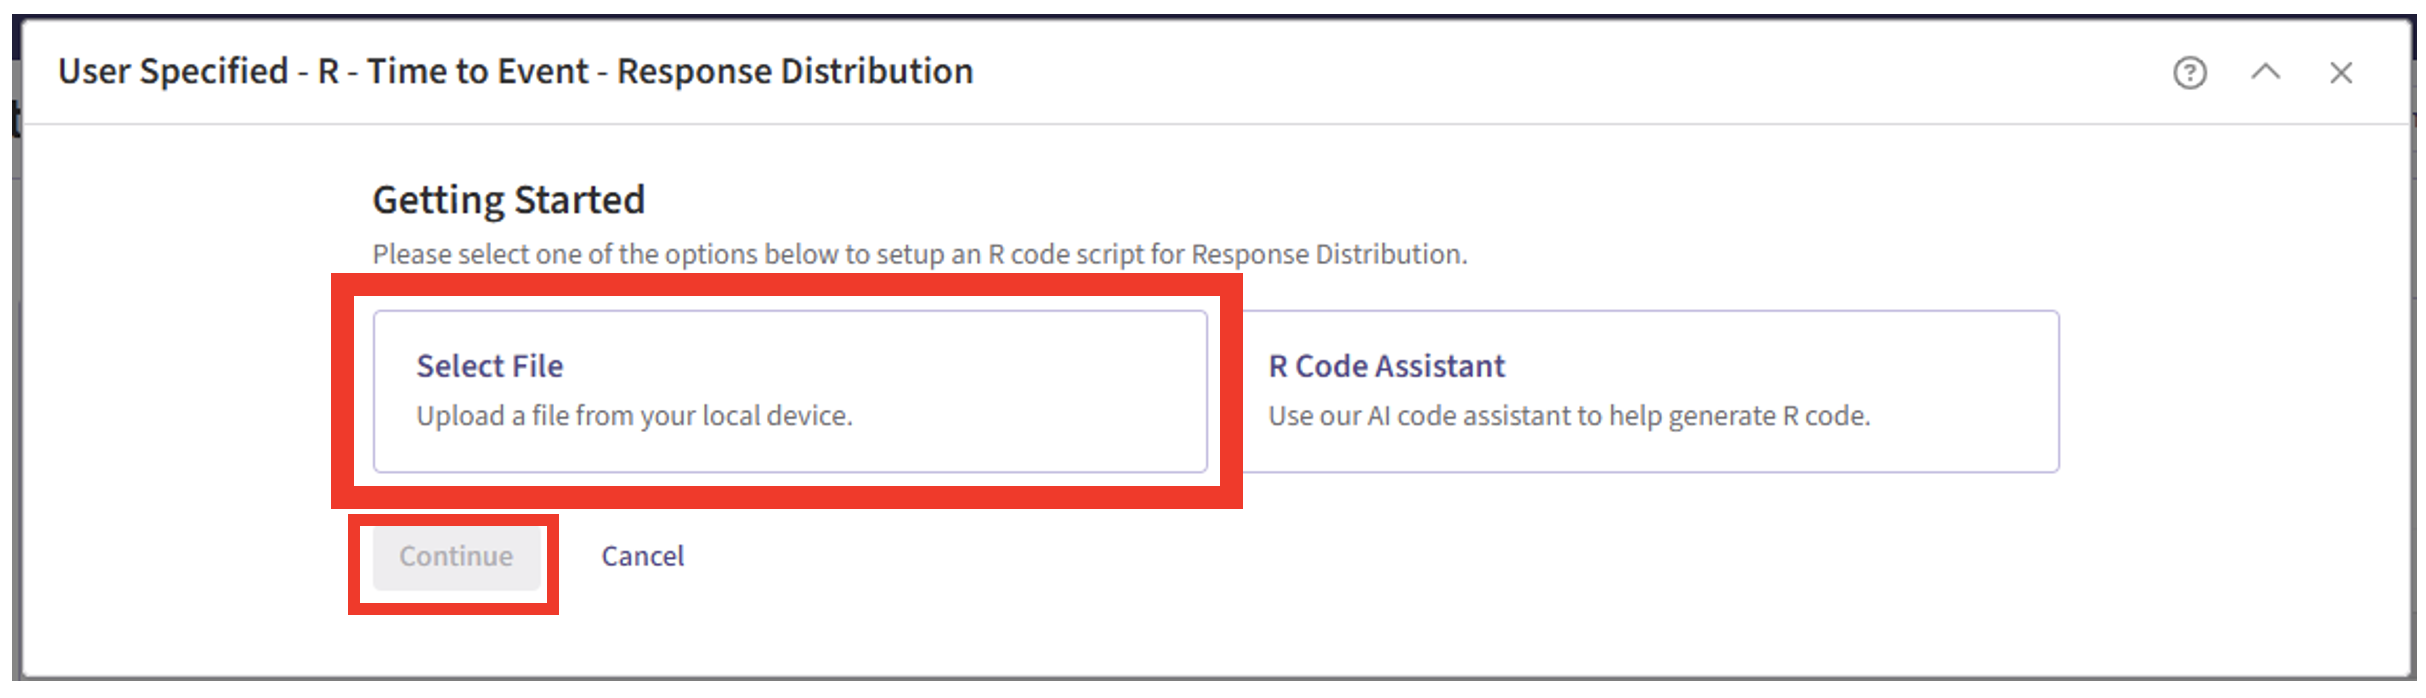 User Specified - R - Time to Event - Response Distribution
Getting Started
Please select one of the options below to setup an R code script for Response Distribution.
Select File
Upload a file from your local device.
R Code Assistant
Use our AI code assistant to help generate R code.
Continue
Cancel